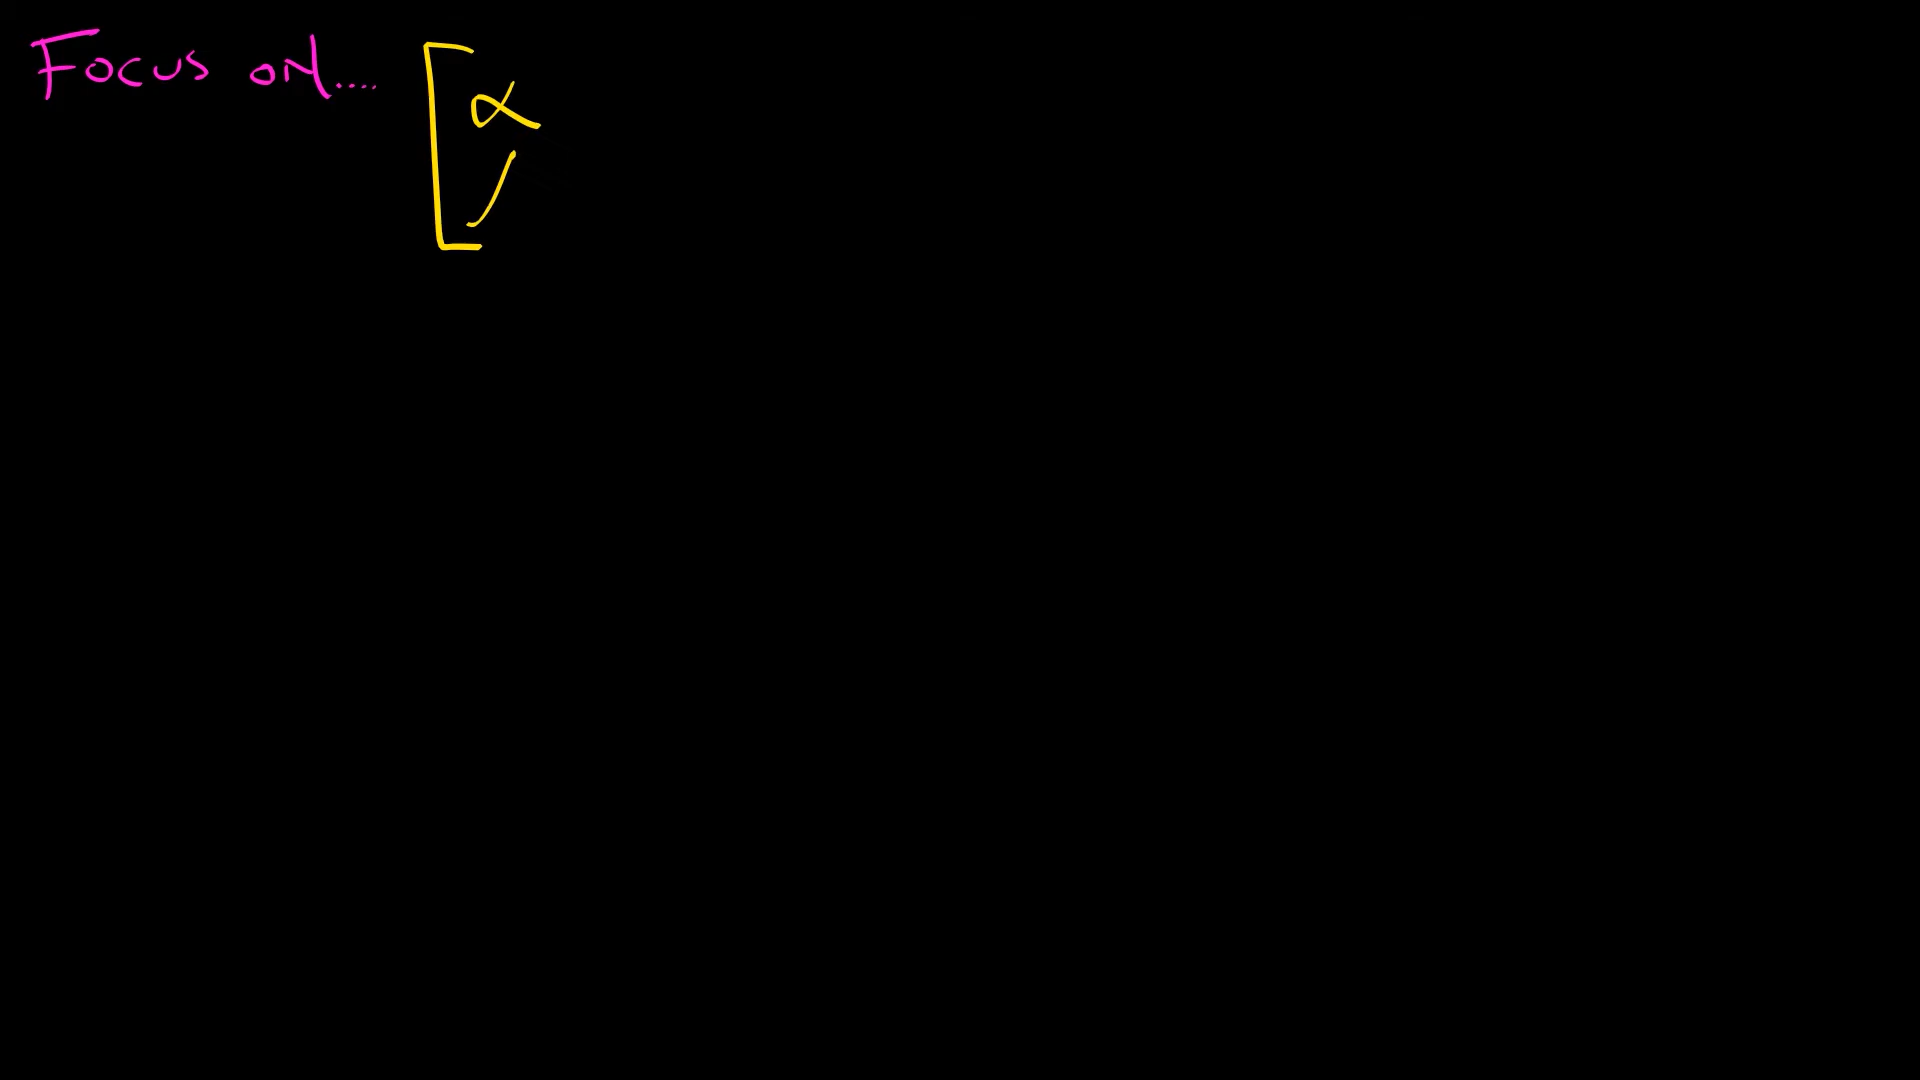 Focus on.... [ α